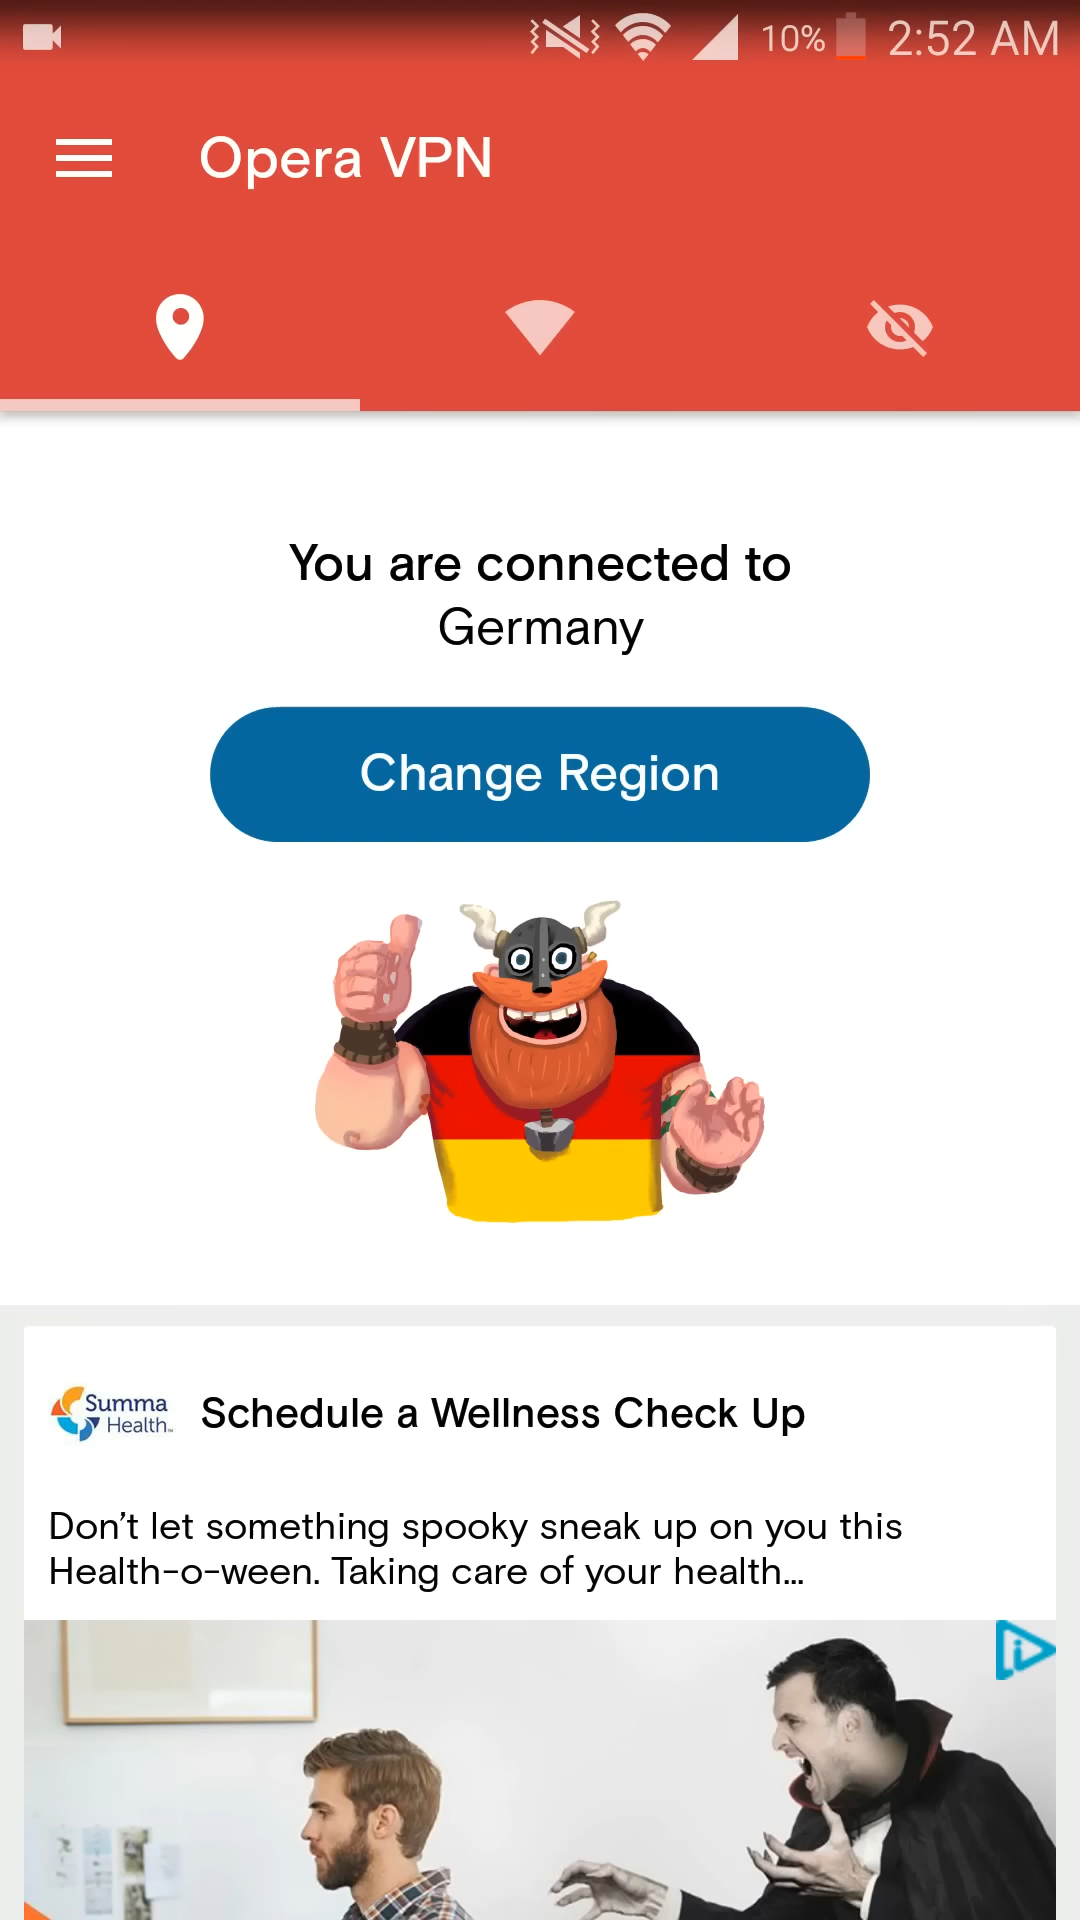 10% 2:52 AM
Opera VPN
You are connected to
Germany
Change Region
Summa
Health™
Schedule a Wellness Check Up
Don’t let something spooky sneak up on you this
Health-o-ween. Taking care of your health...